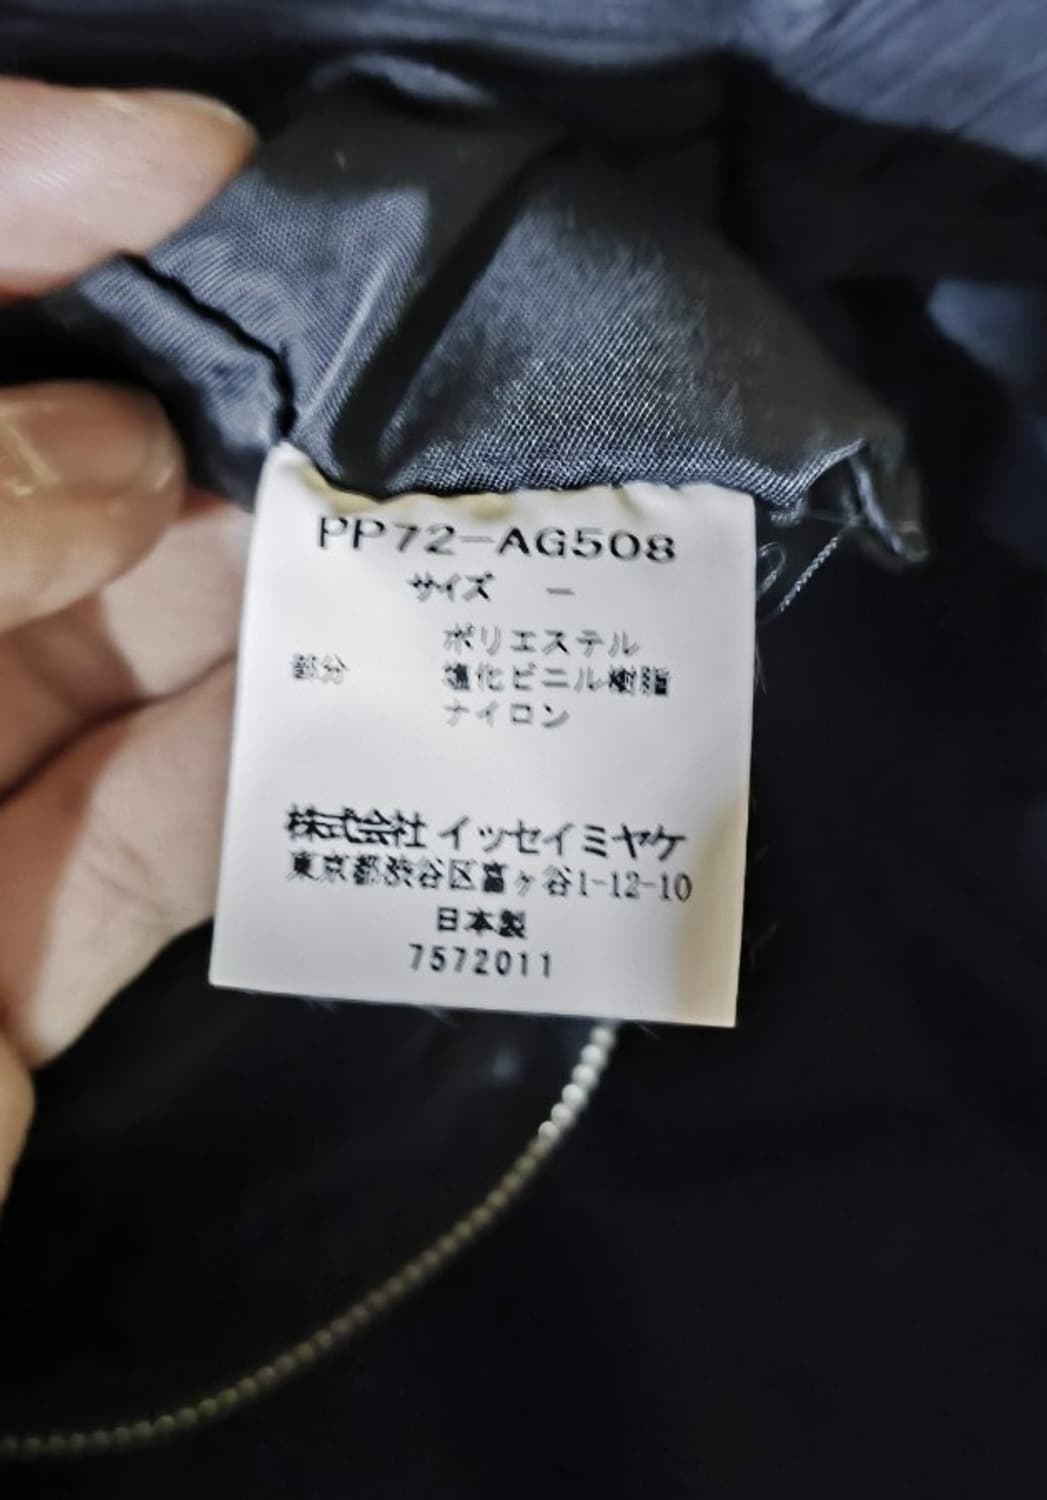 PP72-AG508
サイズ －
ポリエステル
部分 塩化ビニル樹脂
ナイロン
株式会社 イッセイミヤケ
東京都渋谷区富ヶ谷1-12-10
日本製
7572011